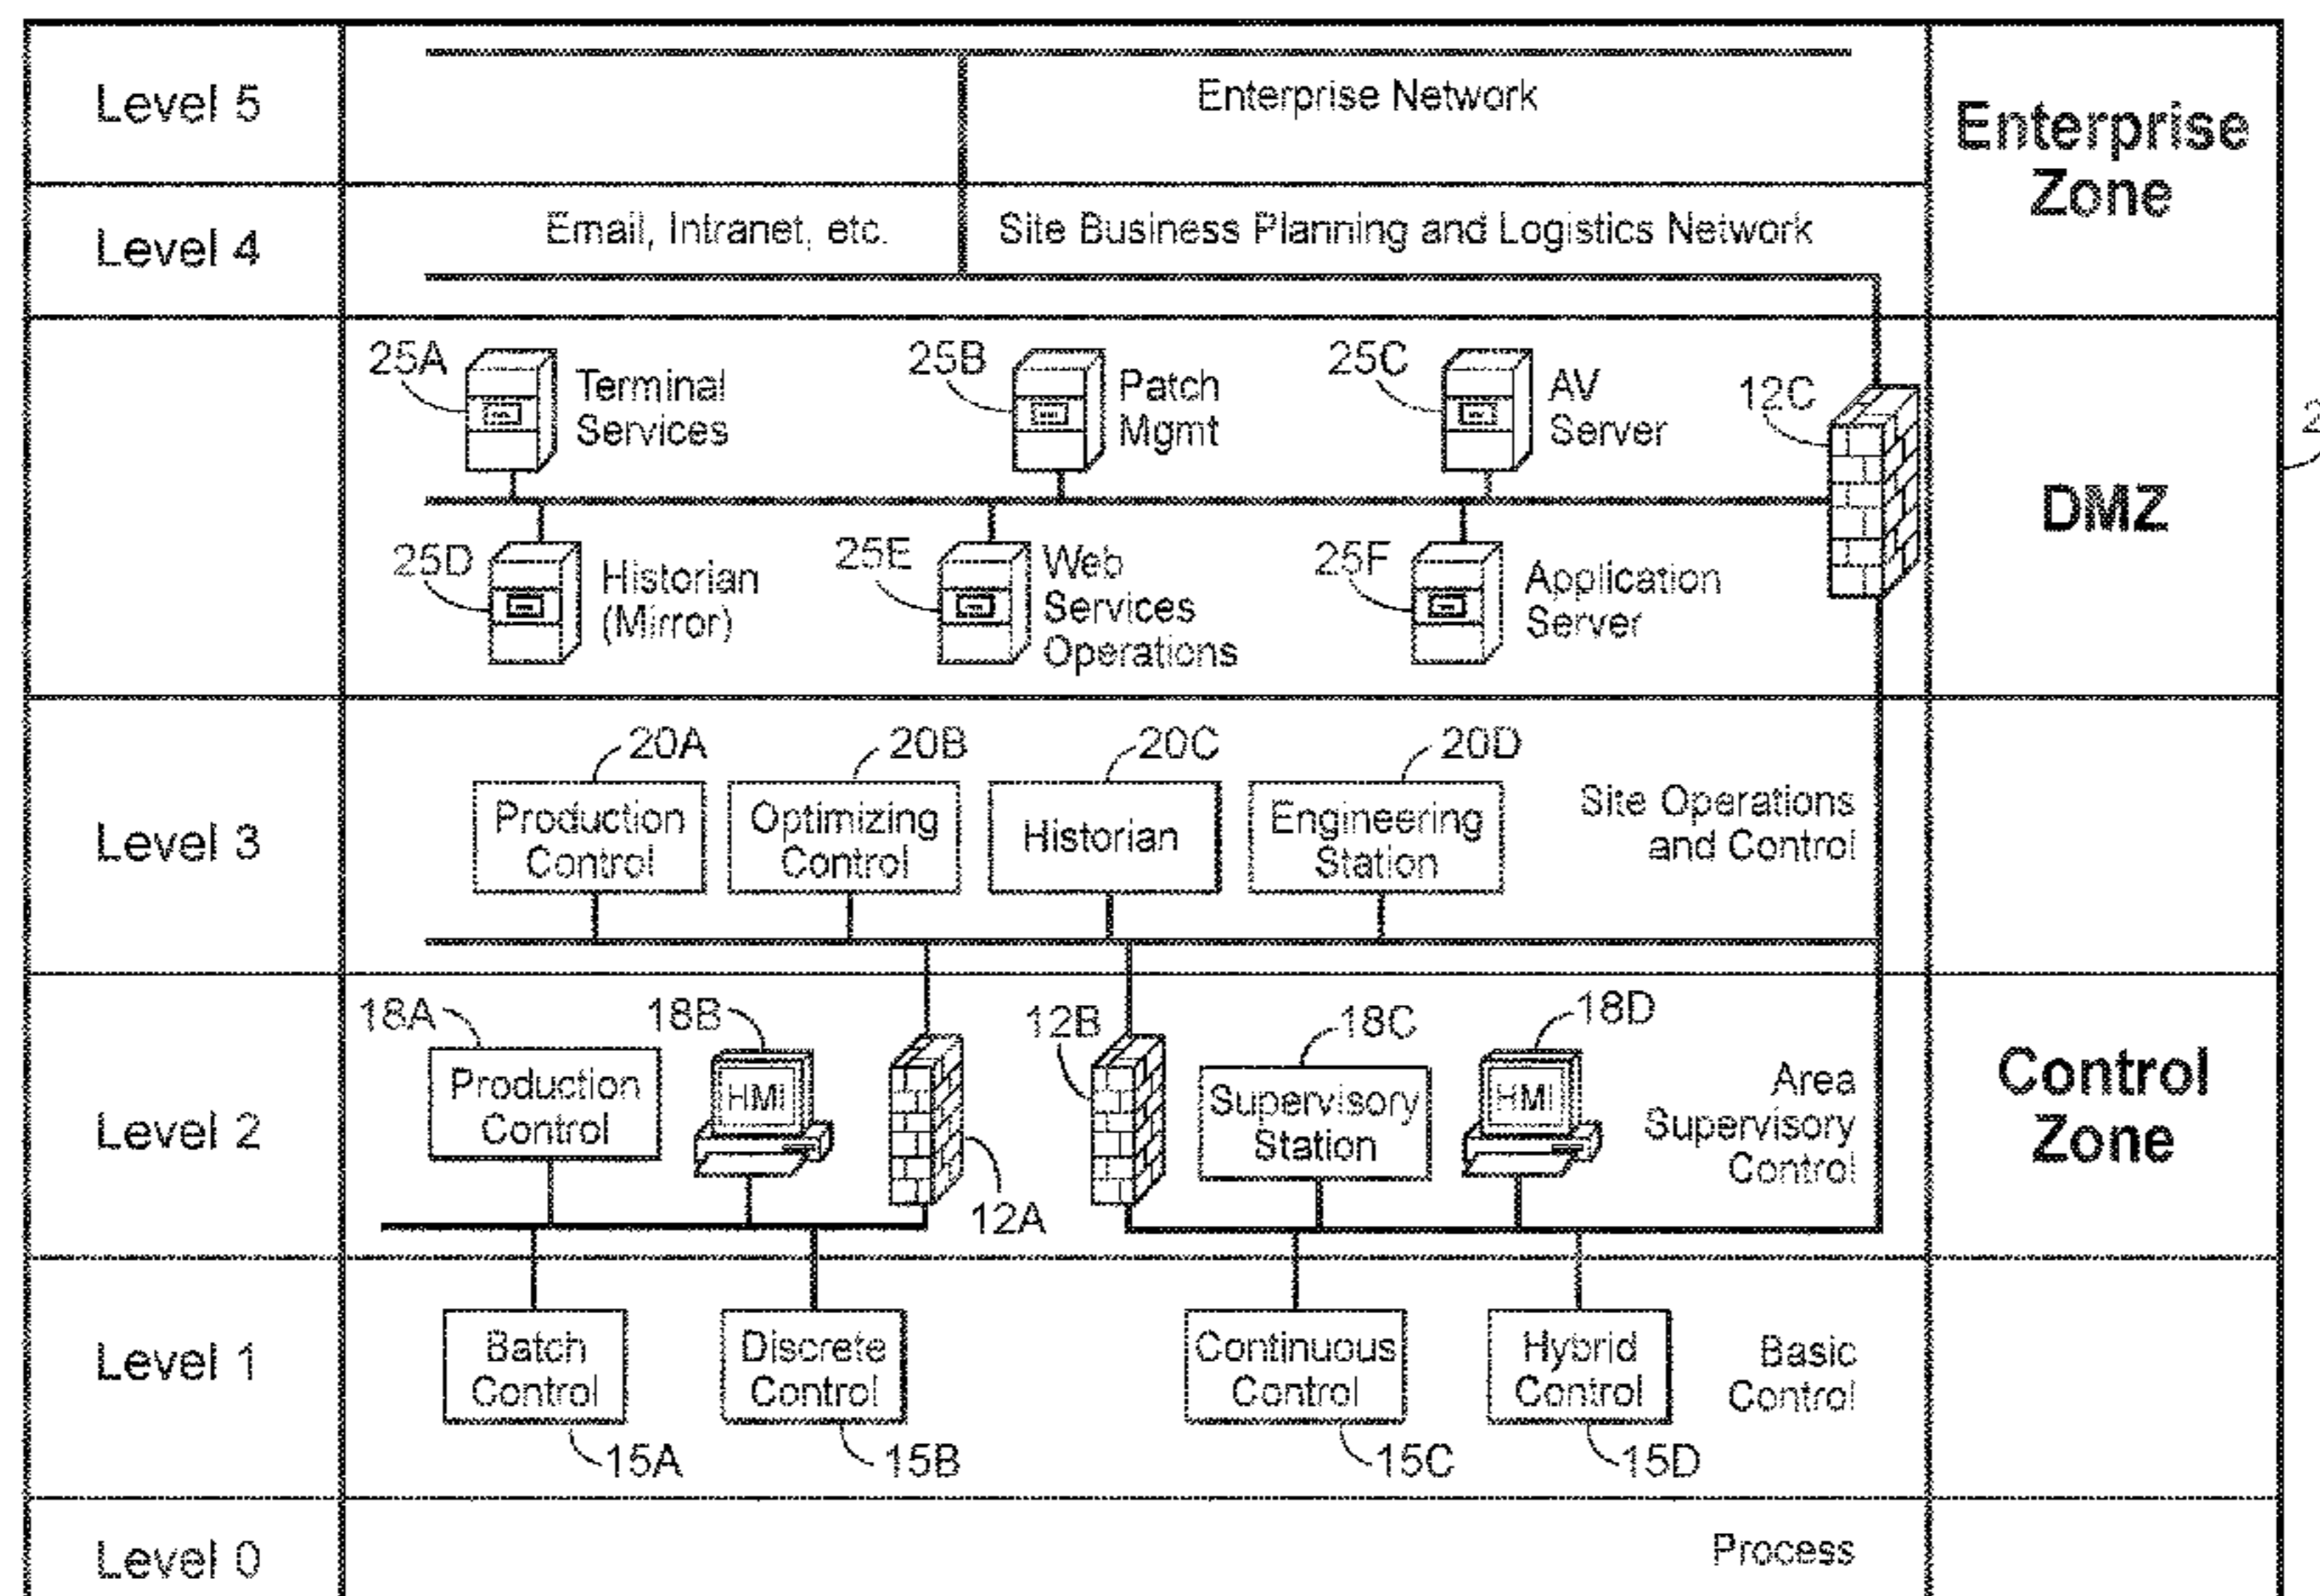 Level 5
Enterprise Network
Enterprise
Zone
Level 4
Email, Intranet, etc.
Site Business Planning and Logistics Network
25A
Terminal
Services
25B
Patch
Mgmt
25C
AV
Server
12C
DMZ
25D
Historian
(Mirror)
25E
Web
Services
Operations
25F
Application
Server
Level 3
20A
Production
Control
20B
Optimizing
Control
20C
Historian
20D
Engineering
Station
Site Operations
and Control
Level 2
18A
Production
Control
18B
HMI
12A
12B
18C
Supervisory
Station
18D
HMI
Area
Supervisory
Control
Control
Zone
Level 1
Batch
Control
15A
Discrete
Control
15B
Continuous
Control
15C
Hybrid
Control
15D
Basic
Control
Level 0
Process